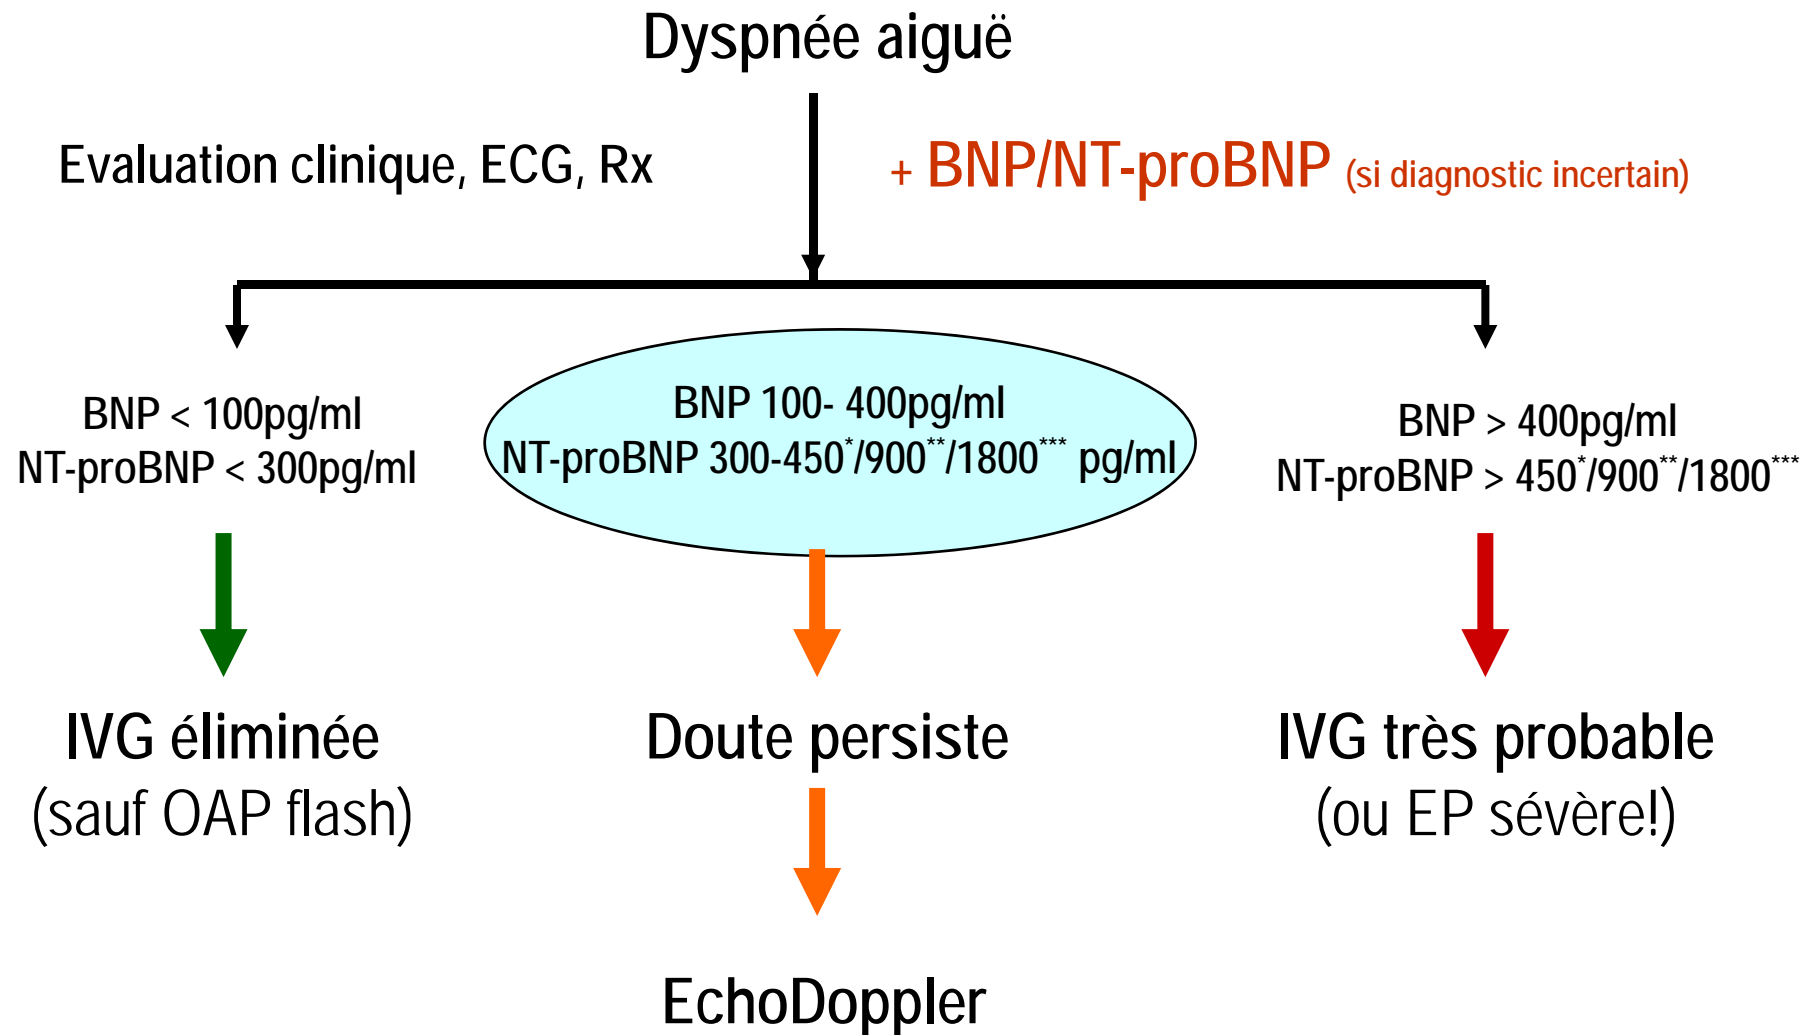 Dyspnée aiguë
Evaluation clinique, ECG, Rx
+ BNP/NT-proBNP (si diagnostic incertain)
BNP < 100pg/ml
NT-proBNP < 300pg/ml
BNP 100- 400pg/ml
NT-proBNP 300-450*/900**/1800*** pg/ml
BNP > 400pg/ml
NT-proBNP > 450*/900**/1800***
IVG éliminée
(sauf OAP flash)
Doute persiste
IVG très probable
(ou EP sévère!)
EchoDoppler